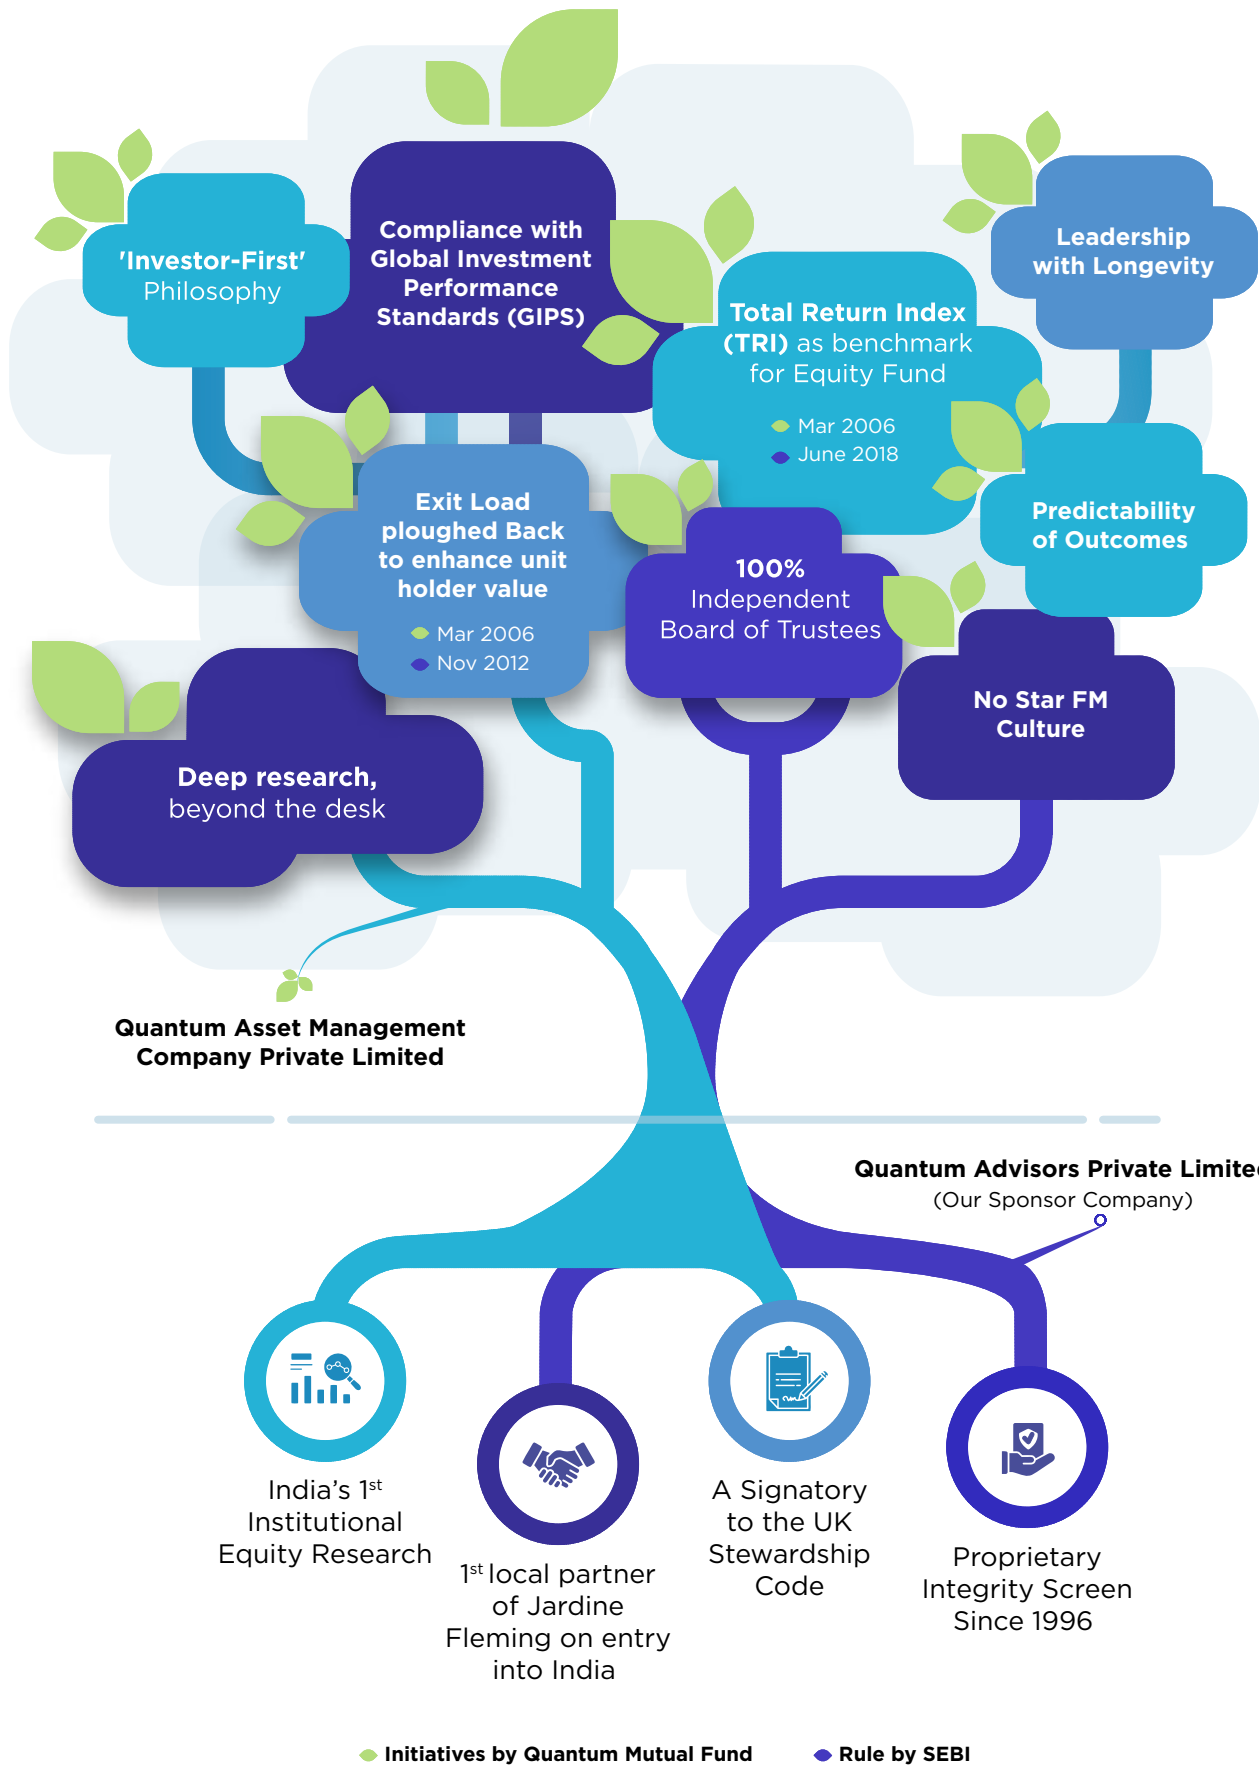 'Investor-First'
Philosophy
Compliance with
Global Investment
Performance
Standards (GIPS)
Total Return Index
(TRI) as benchmark
for Equity Fund
Mar 2006
June 2018
Leadership
with Longevity
Exit Load
ploughed Back
to enhance unit
holder value
Mar 2006
Nov 2012
100%
Independent
Board of Trustees
Predictability
of Outcomes
No Star FM
Culture
Deep research,
beyond the desk
Quantum Asset Management
Company Private Limited
Quantum Advisors Private Limited
(Our Sponsor Company)
India's 1st
Institutional
Equity Research
1st local partner
of Jardine
Fleming on entry
into India
A Signatory
to the UK
Stewardship
Code
Proprietary
Integrity Screen
Since 1996
Initiatives by Quantum Mutual Fund
Rule by SEBI